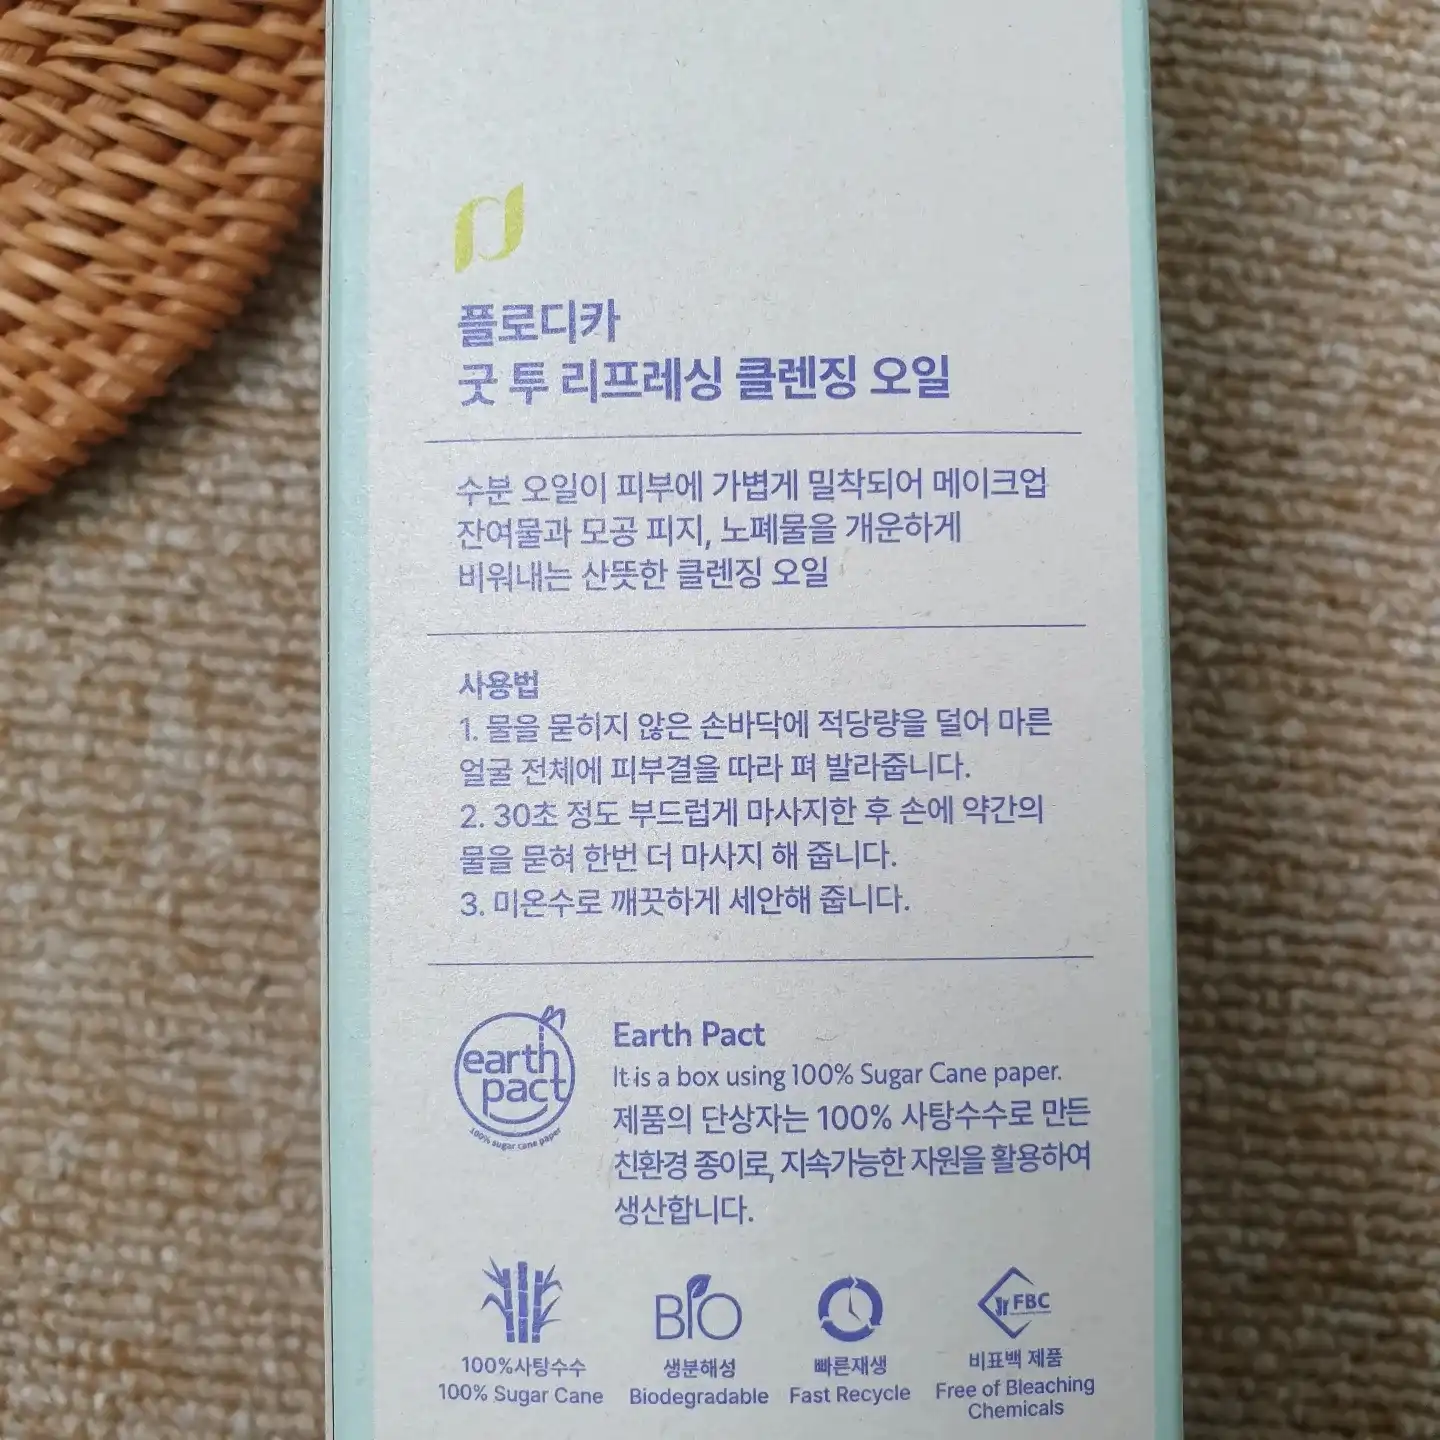 플로디카
굿 투 리프레싱 클렌징 오일
수분 오일이 피부에 가볍게 밀착되어 메이크업
잔여물과 모공 피지, 노폐물을 개운하게
비워내는 산뜻한 클렌징 오일
사용법
1. 물을 묻히지 않은 손바닥에 적당량을 덜어 마른
얼굴 전체에 피부결을 따라 펴 발라줍니다.
2. 30초 정도 부드럽게 마사지한 후 손에 약간의
물을 묻혀 한번 더 마사지 해 줍니다.
3. 미온수로 깨끗하게 세안해 줍니다.
earth
pact
100% sugar cane paper
Earth Pact
It is a box using 100% Sugar Cane paper.
제품의 단상자는 100% 사탕수수로 만든
친환경 종이로, 지속가능한 자원을 활용하여
생산합니다.
BIO
FBC
100%사탕수수
100% Sugar Cane
생분해성
Biodegradable
빠른재생
Fast Recycle
비표백 제품
Free of Bleaching
Chemicals